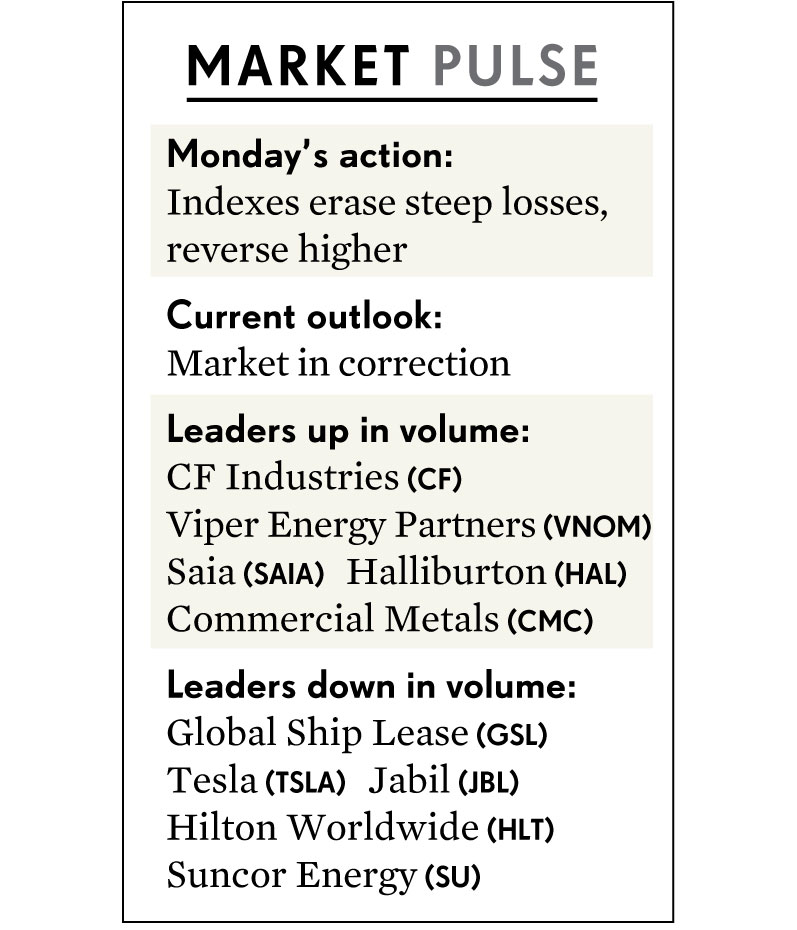 MARKET PULSE
Monday’s action:
Indexes erase steep losses,
reverse higher
Current outlook:
Market in correction
Leaders up in volume:
CF Industries (CF)
Viper Energy Partners (VNOM)
Saia (SAIA) Halliburton (HAL)
Commercial Metals (CMC)
Leaders down in volume:
Global Ship Lease (GSL)
Tesla (TSLA) Jabil (JBL)
Hilton Worldwide (HLT)
Suncor Energy (SU)